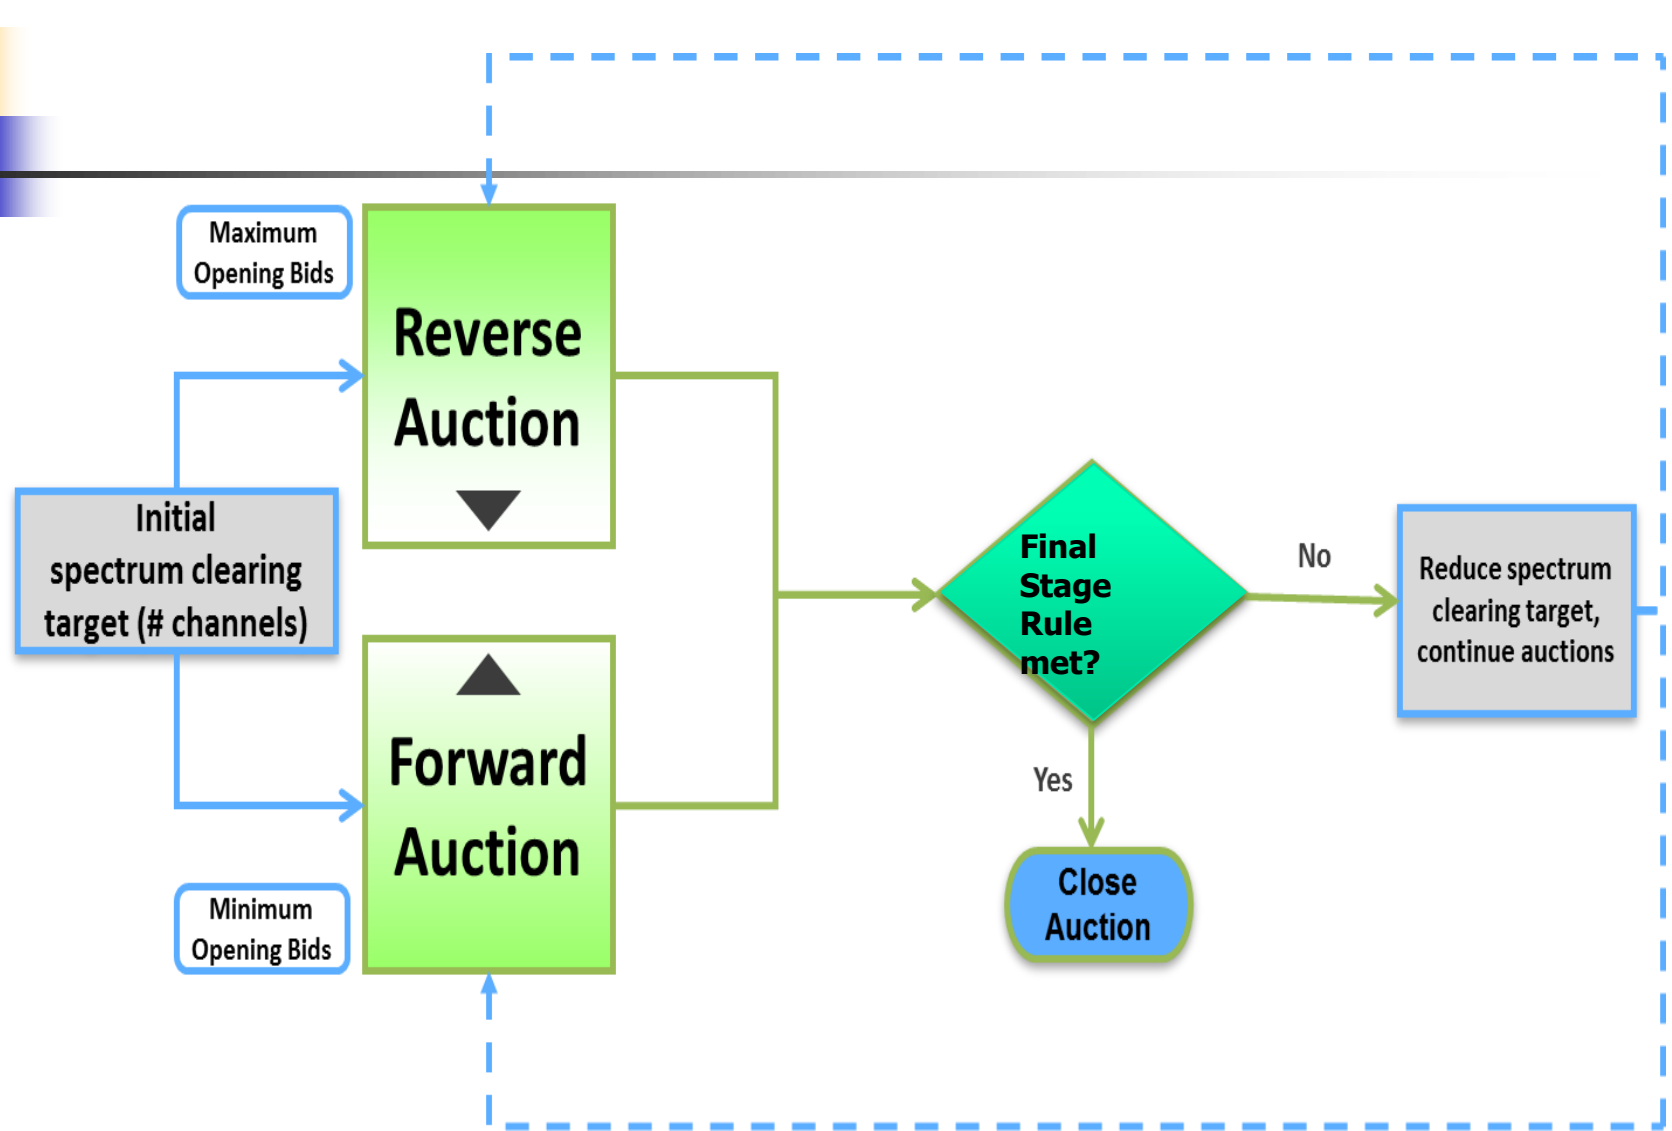 Maximum
Opening Bids
Reverse
Auction
Initial
spectrum clearing
target (# channels)
Forward
Auction
Minimum
Opening Bids
Final
Stage
Rule
met?
No
Yes
Reduce spectrum
clearing target,
continue auctions
Close
Auction